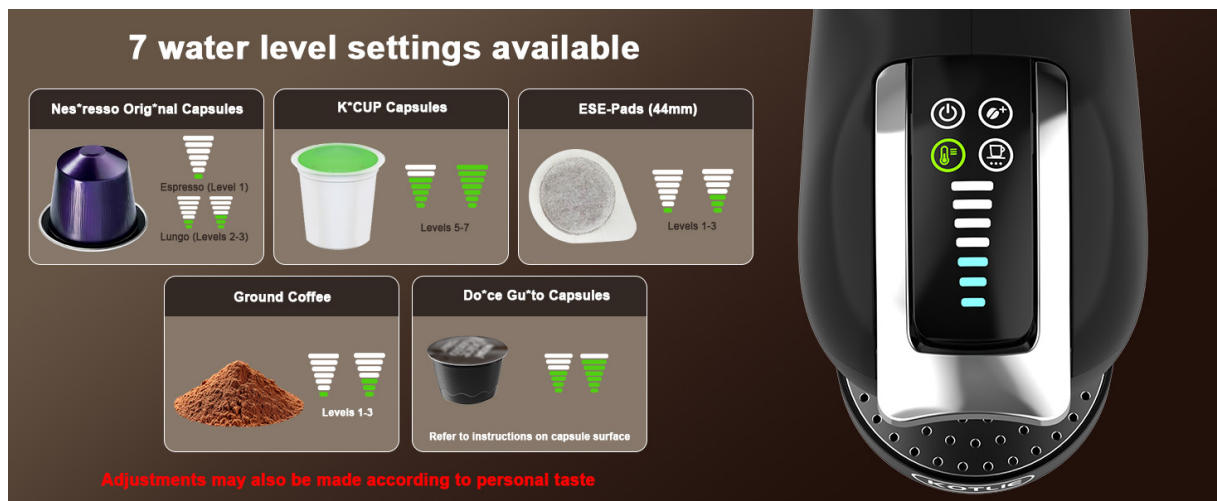 7 water level settings available
Nes*resso Orig*nal Capsules
Espresso (Level 1)
Lungo (Levels 2-3)
K*CUP Capsules
Levels 5-7
ESE-Pads (44mm)
Levels 1-3
Ground Coffee
Levels 1-3
Do*ce Gu*to Capsules
Refer to instructions on capsule surface
Adjustments may also be made according to personal taste
KOTLIE